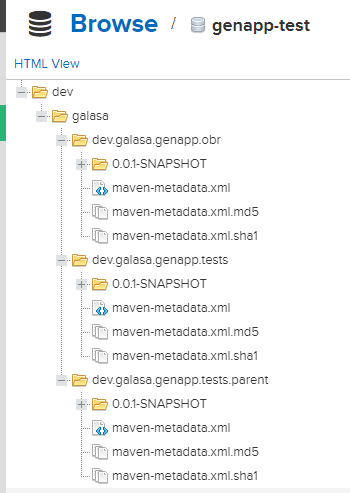 Browse / genapp-test
HTML View
dev
galasa
dev.galasa.genapp.obr
0.0.1-SNAPSHOT
maven-metadata.xml
maven-metadata.xml.md5
maven-metadata.xml.sha1
dev.galasa.genapp.tests
0.0.1-SNAPSHOT
maven-metadata.xml
maven-metadata.xml.md5
maven-metadata.xml.sha1
dev.galasa.genapp.tests.parent
0.0.1-SNAPSHOT
maven-metadata.xml
maven-metadata.xml.md5
maven-metadata.xml.sha1